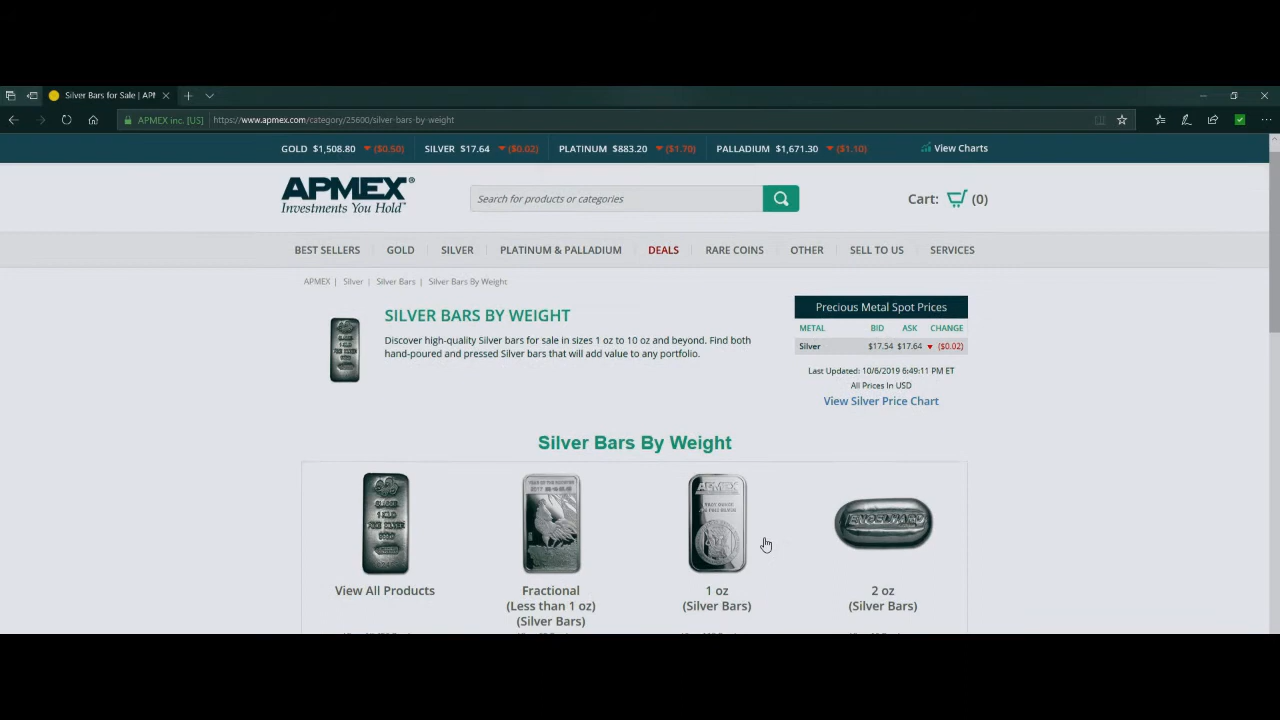 Silver Bars for Sale | AP
APMEX inc. [US] https://www.apmex.com/category/25600/silver-bars-by-weight
GOLD $1,508.80 ($0.50) SILVER $17.64 ($0.02) PLATINUM $883.20 ($1.70) PALLADIUM $1,671.30 ($1.10) View Charts
APMEX®
Investments You Hold™
Search for products or categories
Cart: (0)
BEST SELLERS GOLD SILVER PLATINUM & PALLADIUM DEALS RARE COINS OTHER SELL TO US SERVICES
APMEX | Silver | Silver Bars | Silver Bars By Weight
SILVER BARS BY WEIGHT
Discover high-quality Silver bars for sale in sizes 1 oz to 10 oz and beyond. Find both
hand-poured and pressed Silver bars that will add value to any portfolio.
Precious Metal Spot Prices
METAL BID ASK CHANGE
Silver $17.54 $17.64 ($0.02)
Last Updated: 10/6/2019 6:49:11 PM ET
All Prices In USD
View Silver Price Chart
Silver Bars By Weight
APMEX
ENGELHARD
View All Products
Fractional
(Less than 1 oz)
(Silver Bars)
1 oz
(Silver Bars)
2 oz
(Silver Bars)